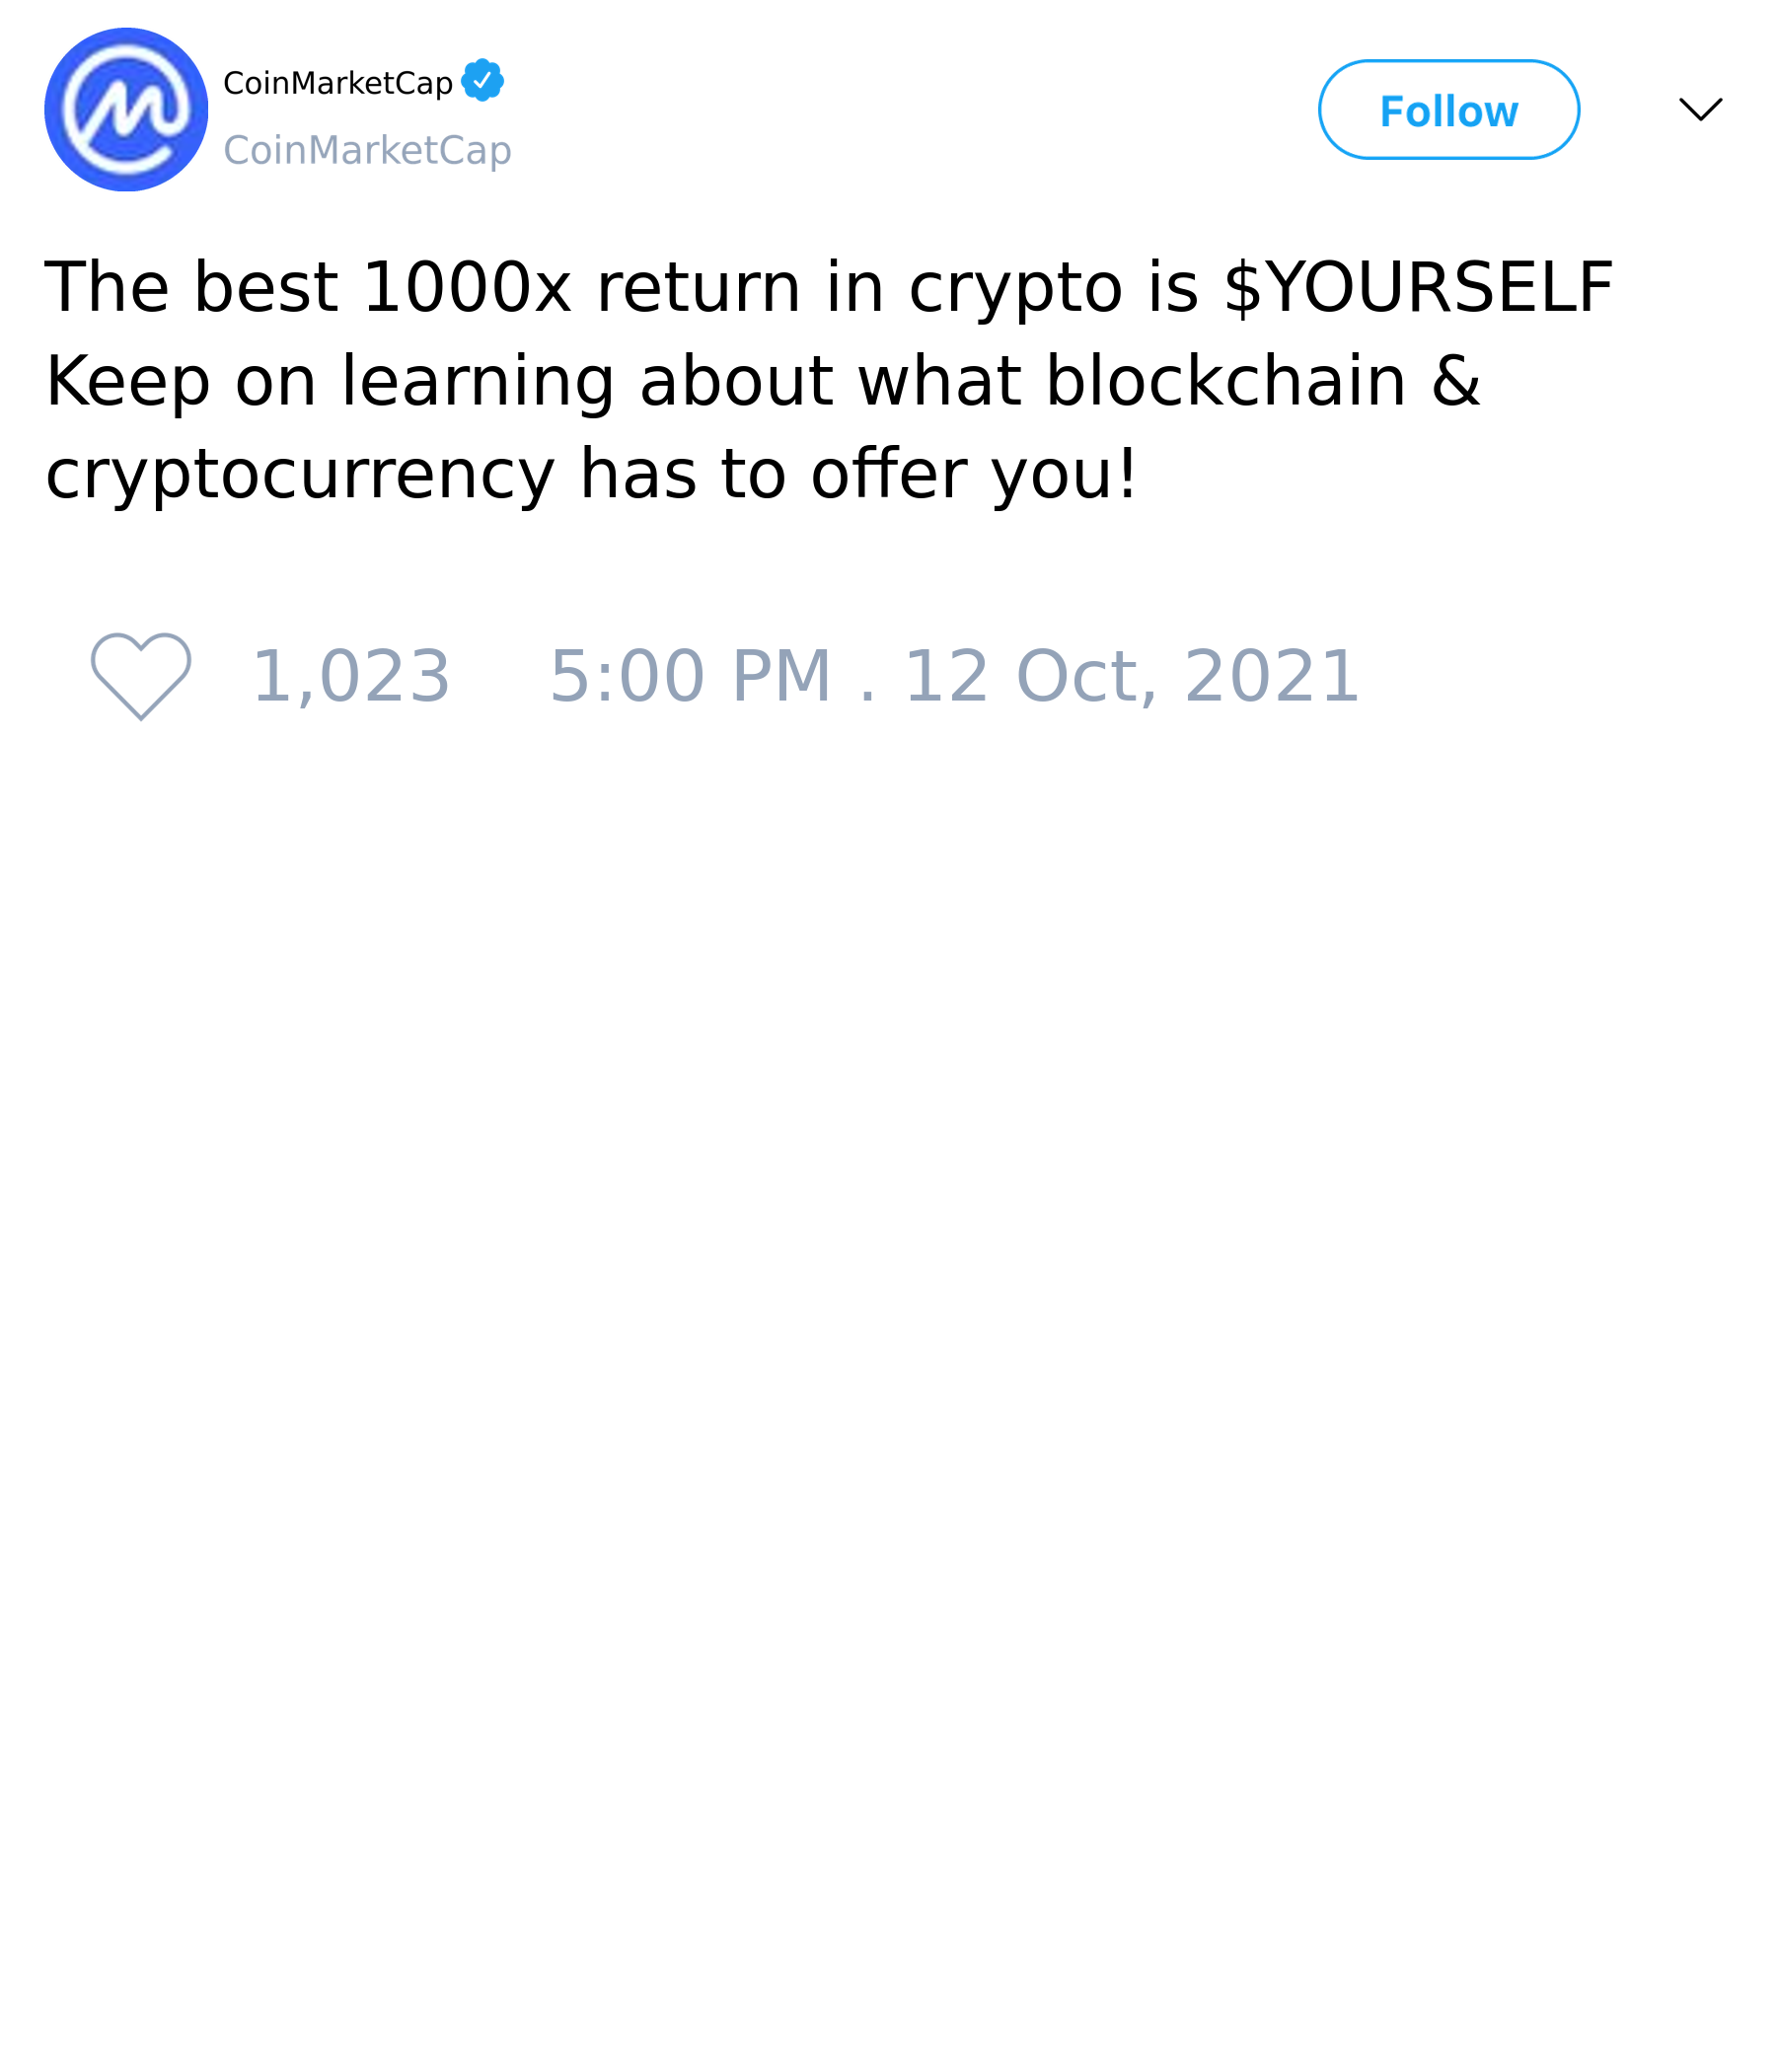 CoinMarketCap
CoinMarketCap
Follow
The best 1000x return in crypto is $YOURSELF
Keep on learning about what blockchain &
cryptocurrency has to offer you!
1,023 5:00 PM . 12 Oct, 2021